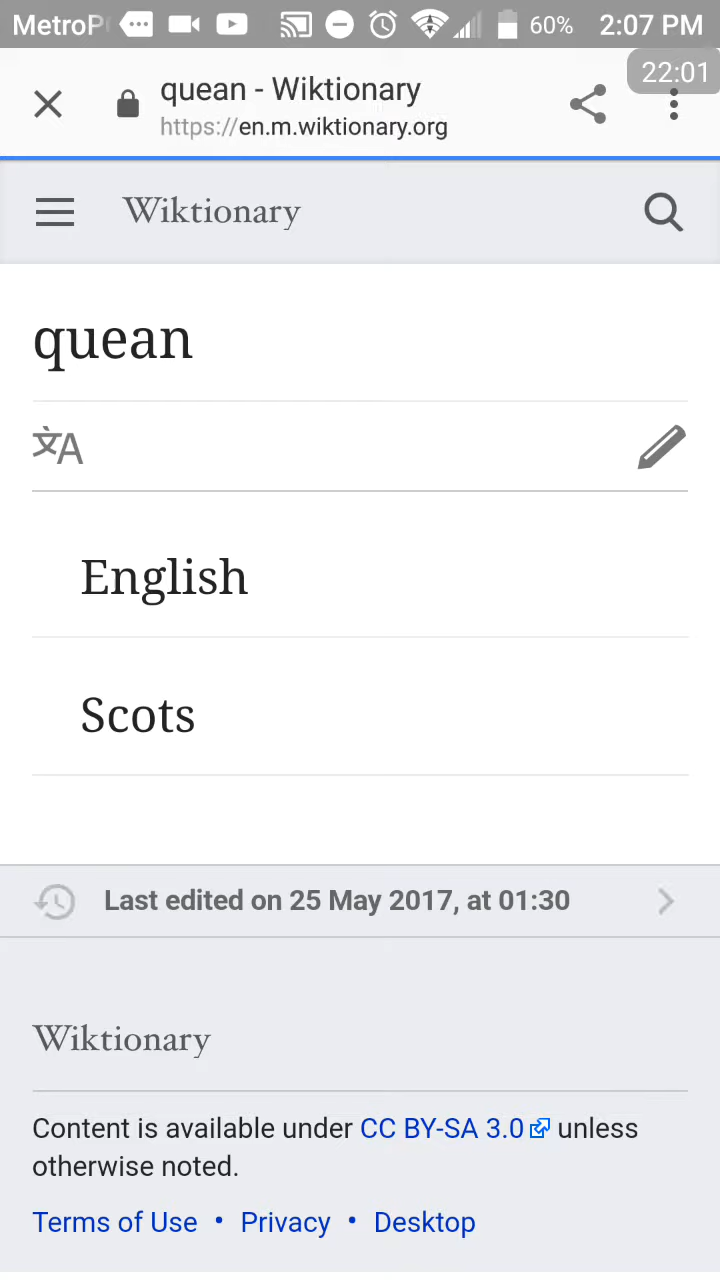 MetroP 60% 2:07 PM
22:01
quean - Wiktionary
https://en.m.wiktionary.org
Wiktionary
quean
文A
English
Scots
Last edited on 25 May 2017, at 01:30
Wiktionary
Content is available under CC BY-SA 3.0 unless
otherwise noted.
Terms of Use • Privacy • Desktop